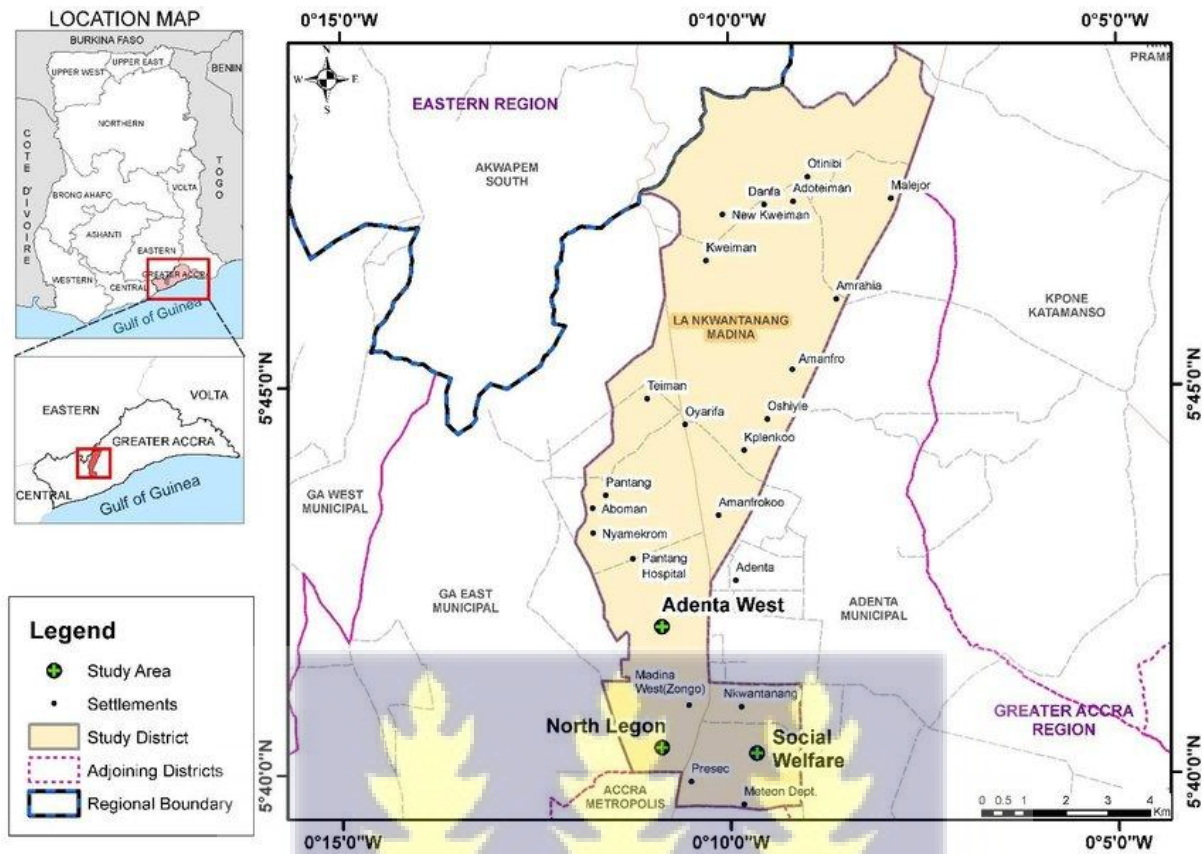 LOCATION MAP
BURKINA FASO
UPPER WEST
UPPER EAST
BENIN
NORTHERN
COTE D'IVOIRE
TOGO
BRONG AHAFO
VOLTA
ASHANTI
EASTERN
WESTERN
CENTRAL
GREATER ACCRA
Gulf of Guinea
EASTERN
VOLTA
GREATER ACCRA
CENTRAL
Gulf of Guinea
Legend
Study Area
Settlements
Study District
Adjoining Districts
Regional Boundary
0°15'0"W
0°10'0"W
0°5'0"W
N
W
E
S
PRAMP
EASTERN REGION
AKWAPEM
SOUTH
Otinibi
Danfa
Adoteiman
Malejor
New Kweiman
Kweiman
Amrahia
KPONE
KATAMANSO
LA NKWANTANANG
MADINA
Amanfro
5°45'0"N
5°45'0"N
Teiman
Oyarifa
Oshiyie
Kplenkoo
GA WEST
MUNICIPAL
Pantang
Aboman
Amanfrokoo
Nyamekrom
Pantang
Hospital
Adenta
GA EAST
MUNICIPAL
Adenta West
ADENTA
MUNICIPAL
Madina
West(Zongo)
Nkwantanang
North Legon
Social
Welfare
GREATER ACCRA
REGION
5°40'0"N
5°40'0"N
Presec
ACCRA
METROPOLIS
Meteon Dept.
0 0.5 1 2 3 4
Km
0°15'0"W
0°10'0"W
0°5'0"W